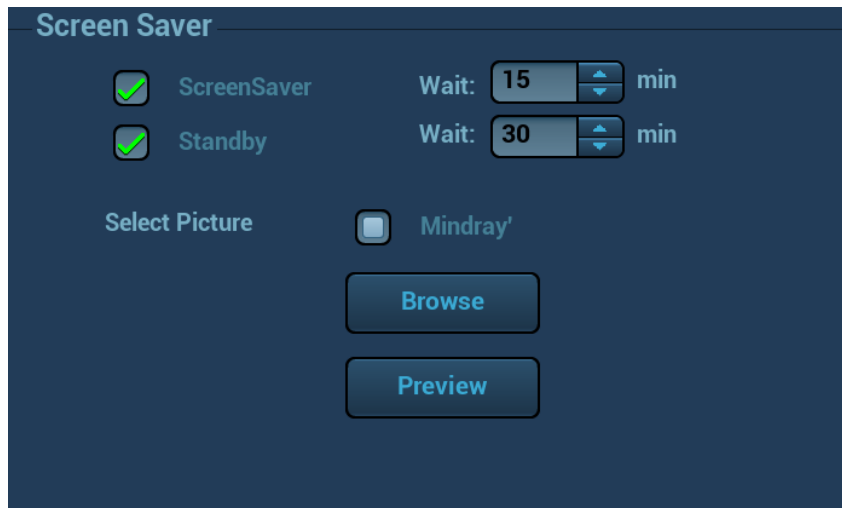 Screen Saver
ScreenSaver Wait: 15 min
Standby Wait: 30 min
Select Picture Mindray'
Browse
Preview